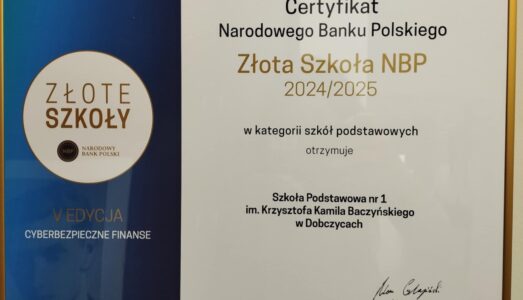 ZŁOTE
SZKOŁY
NBP
NARODOWY
BANK POLSKI
V EDYCJA
CYBERBEZPIECZNE FINANSE
Certyfikat
Narodowego Banku Polskiego
Złota Szkoła NBP
2024/2025
w kategorii szkół podstawowych
otrzymuje
Szkoła Podstawowa nr 1
im. Krzysztofa Kamila Baczyńskiego
w Dobczycach